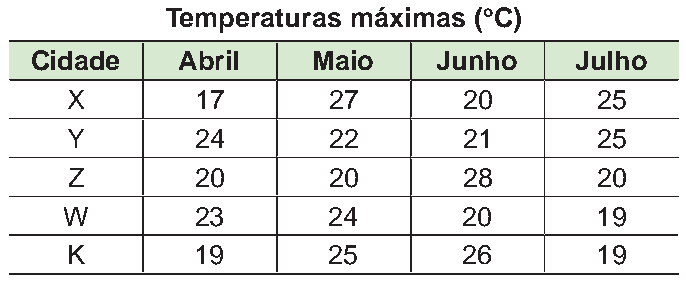 Temperaturas máximas (°C)
Cidade Abril Maio Junho Julho
X 17 27 20 25
Y 24 22 21 25
Z 20 20 28 20
W 23 24 20 19
K 19 25 26 19